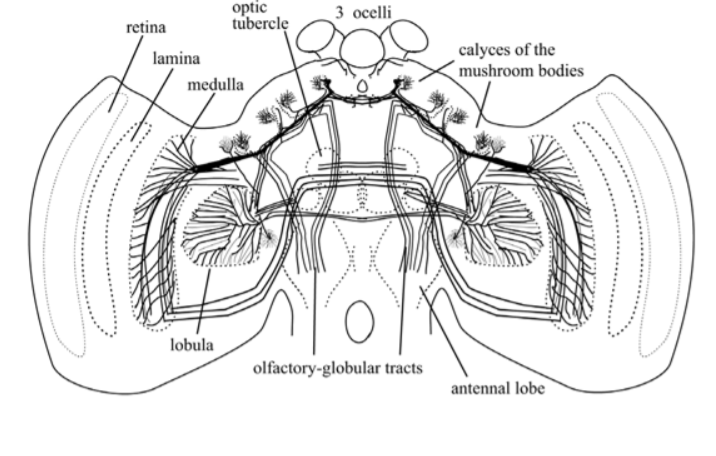 optic
tubercle
3 ocelli
retina
lamina
medulla
calyces of the
mushroom bodies
lobula
olfactory-globular tracts
antennal lobe